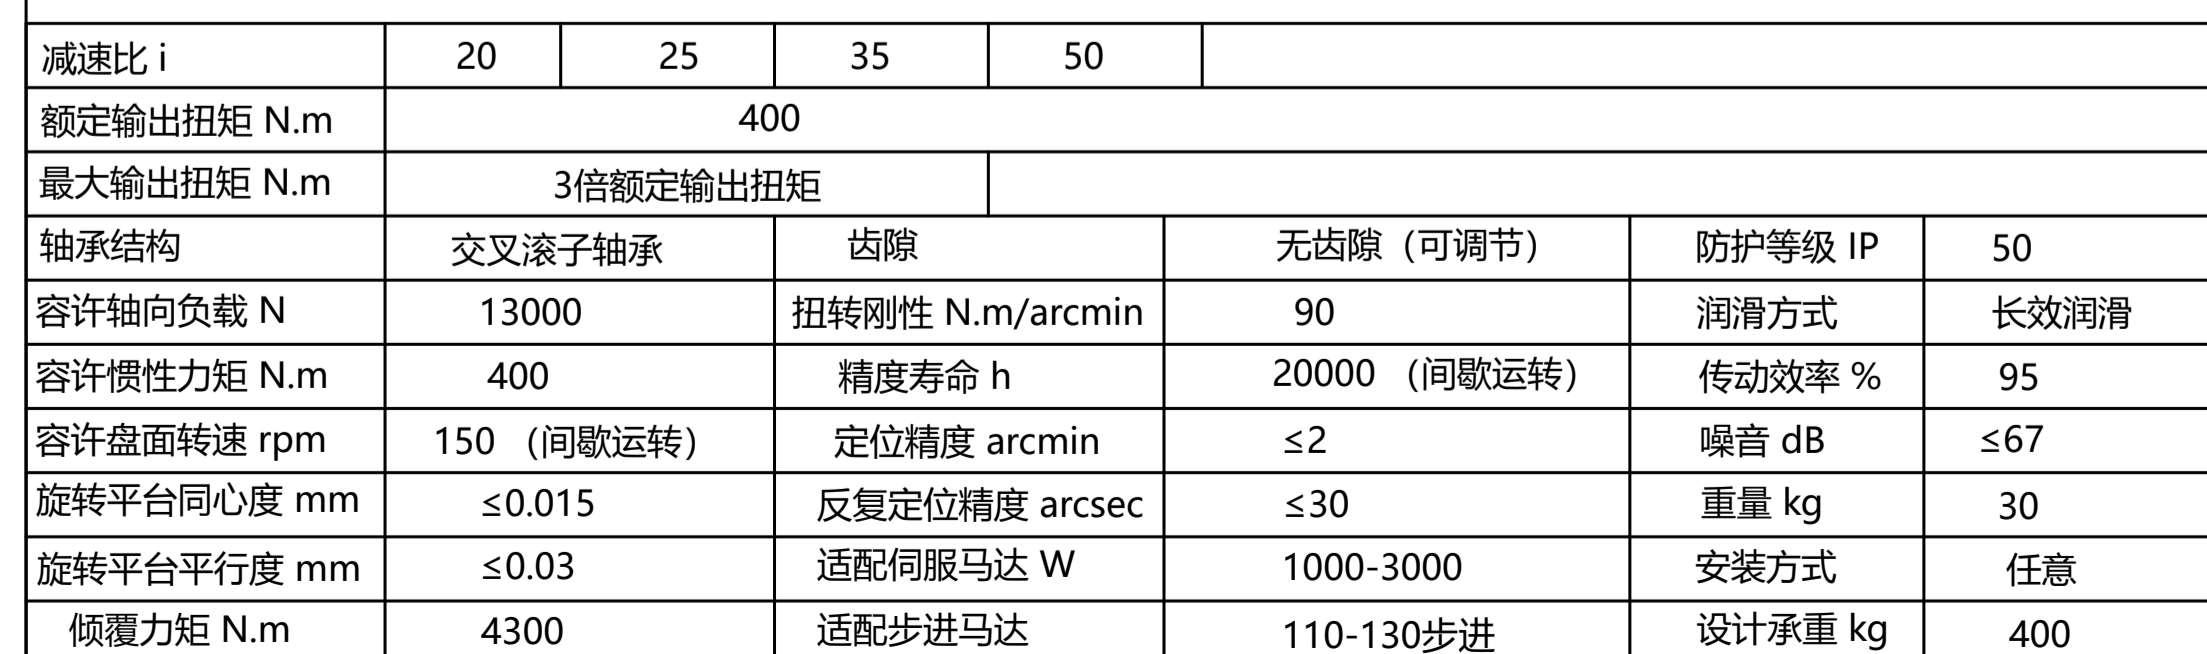 减速比 i 20 25 35 50
额定输出扭矩 N.m 400
最大输出扭矩 N.m 3倍额定输出扭矩
轴承结构 交叉滚子轴承 齿隙 无齿隙（可调节） 防护等级 IP 50
容许轴向负载 N 13000 扭转刚性 N.m/arcmin 90 润滑方式 长效润滑
容许惯性力矩 N.m 400 精度寿命 h 20000 （间歇运转） 传动效率 % 95
容许盘面转速 rpm 150 （间歇运转） 定位精度 arcmin ≤2 噪音 dB ≤67
旋转平台同心度 mm ≤0.015 反复定位精度 arcsec ≤30 重量 kg 30
旋转平台平行度 mm ≤0.03 适配伺服马达 W 1000-3000 安装方式 任意
倾覆力矩 N.m 4300 适配步进马达 110-130步进 设计承重 kg 400